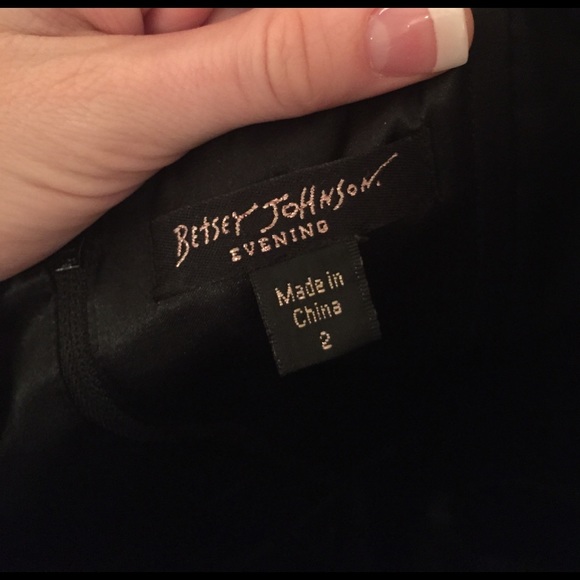 BETSEY JOHNSON.
EVENING
Made in
China
2